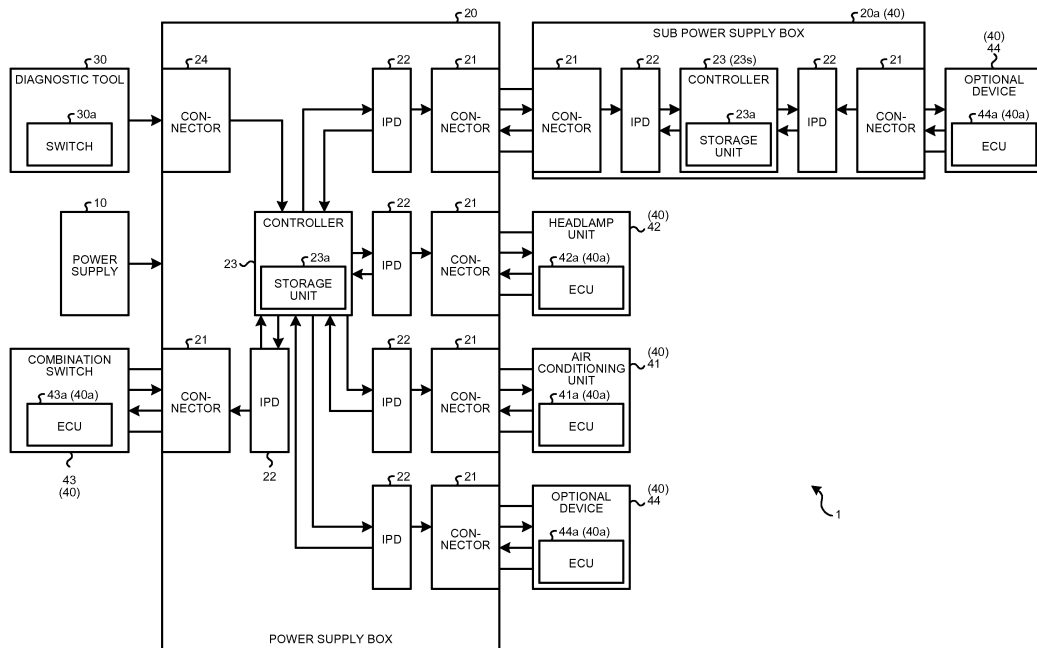 20
20a (40)
SUB POWER SUPPLY BOX
30
DIAGNOSTIC TOOL
30a
SWITCH
24
CON-
NECTOR
22
IPD
21
CON-
NECTOR
21
CON-
NECTOR
22
IPD
23 (23s)
CONTROLLER
23a
STORAGE
UNIT
22
IPD
21
CON-
NECTOR
(40)
44
OPTIONAL
DEVICE
44a (40a)
ECU
10
POWER
SUPPLY
CONTROLLER
23
23a
STORAGE
UNIT
22
IPD
21
CON-
NECTOR
HEADLAMP
UNIT
(40)
42
42a (40a)
ECU
COMBINATION
SWITCH
43a (40a)
ECU
43
(40)
21
CON-
NECTOR
IPD
22
22
IPD
21
CON-
NECTOR
AIR
CONDITIONING
UNIT
(40)
41
41a (40a)
ECU
22
IPD
21
CON-
NECTOR
OPTIONAL
DEVICE
(40)
44
44a (40a)
ECU
1
POWER SUPPLY BOX